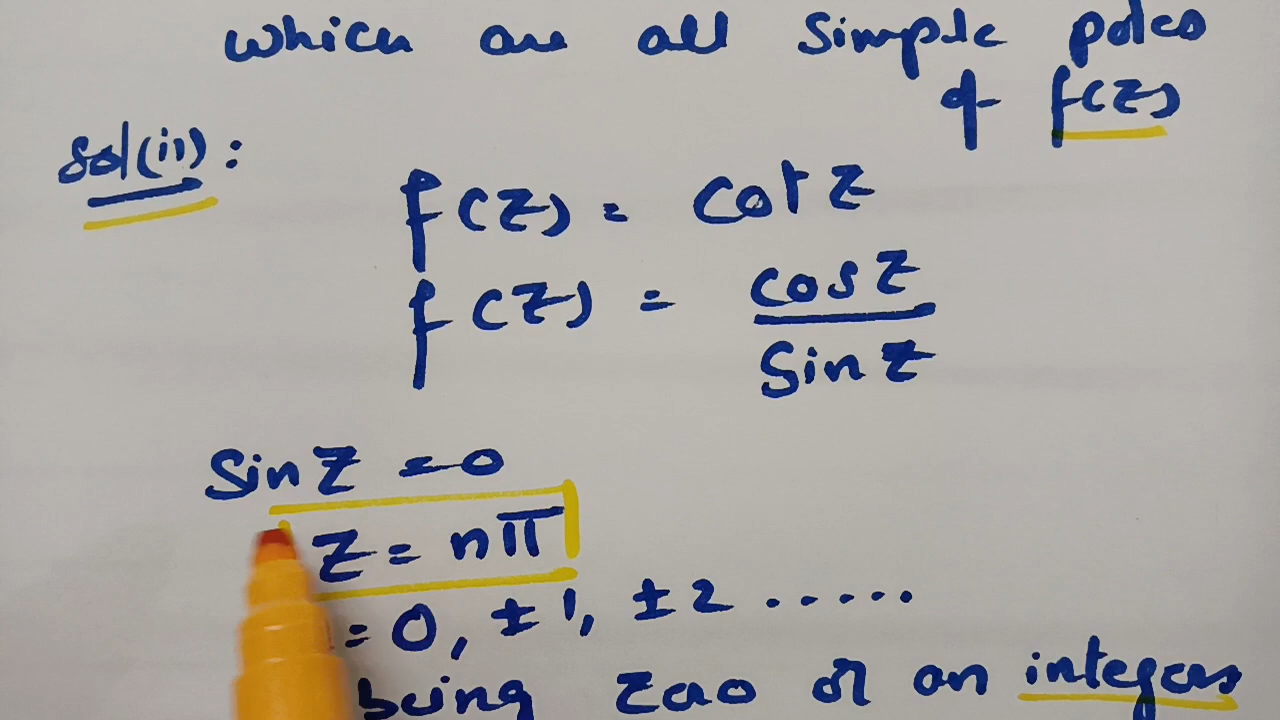 which are all simple poles
of f(z)
sol(ii):
f(z) = cot z
f(z) = cos z
sin z
sin z = 0
z = nπ
= 0, ±1, ±2 .....
being zero or an integers